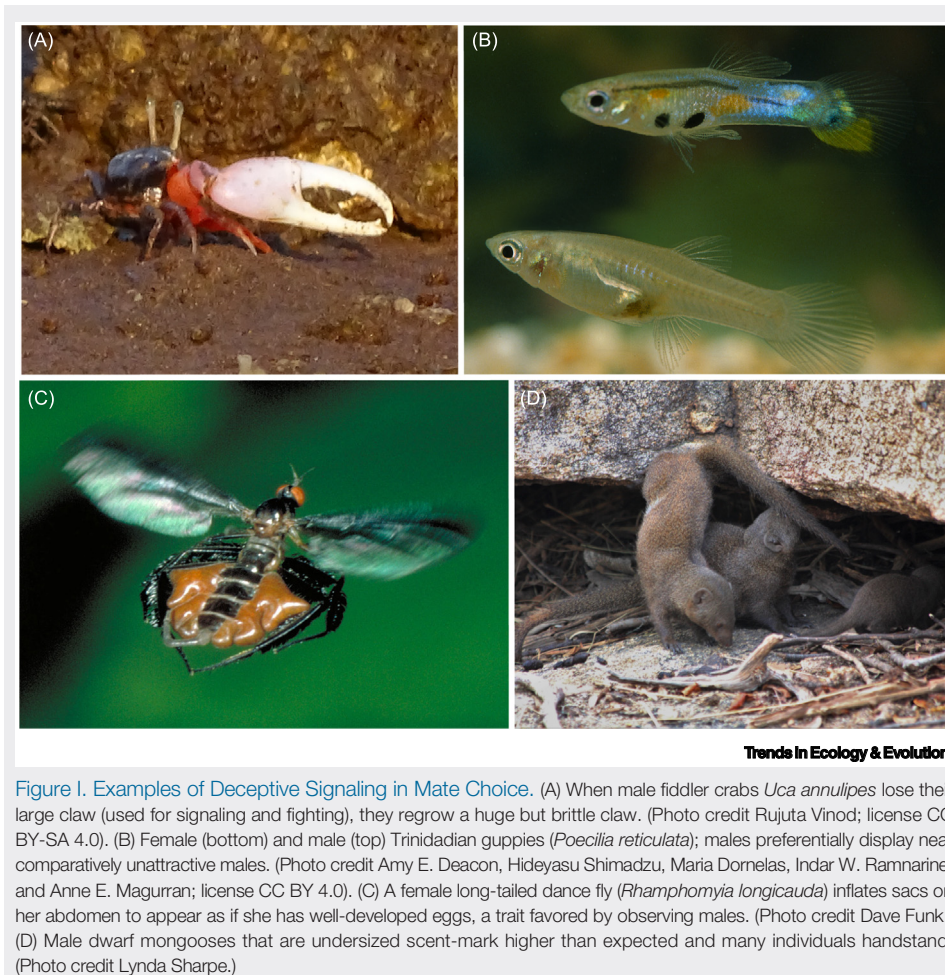 (A)
(B)
(C)
(D)
Trends in Ecology & Evolution
Figure I. Examples of Deceptive Signaling in Mate Choice. (A) When male fiddler crabs Uca annulipes lose the
large claw (used for signaling and fighting), they regrow a huge but brittle claw. (Photo credit Rujuta Vinod; license CC
BY-SA 4.0). (B) Female (bottom) and male (top) Trinidadian guppies (Poecilia reticulata); males preferentially display nea
comparatively unattractive males. (Photo credit Amy E. Deacon, Hideyasu Shimadzu, Maria Dornelas, Indar W. Ramnarine
and Anne E. Magurran; license CC BY 4.0). (C) A female long-tailed dance fly (Rhamphomyia longicauda) inflates sacs
her abdomen to appear as if she has well-developed eggs, a trait favored by observing males. (Photo credit Dave Funk
(D) Male dwarf mongooses that are undersized scent-mark higher than expected and many individuals handstand
(Photo credit Lynda Sharpe.)